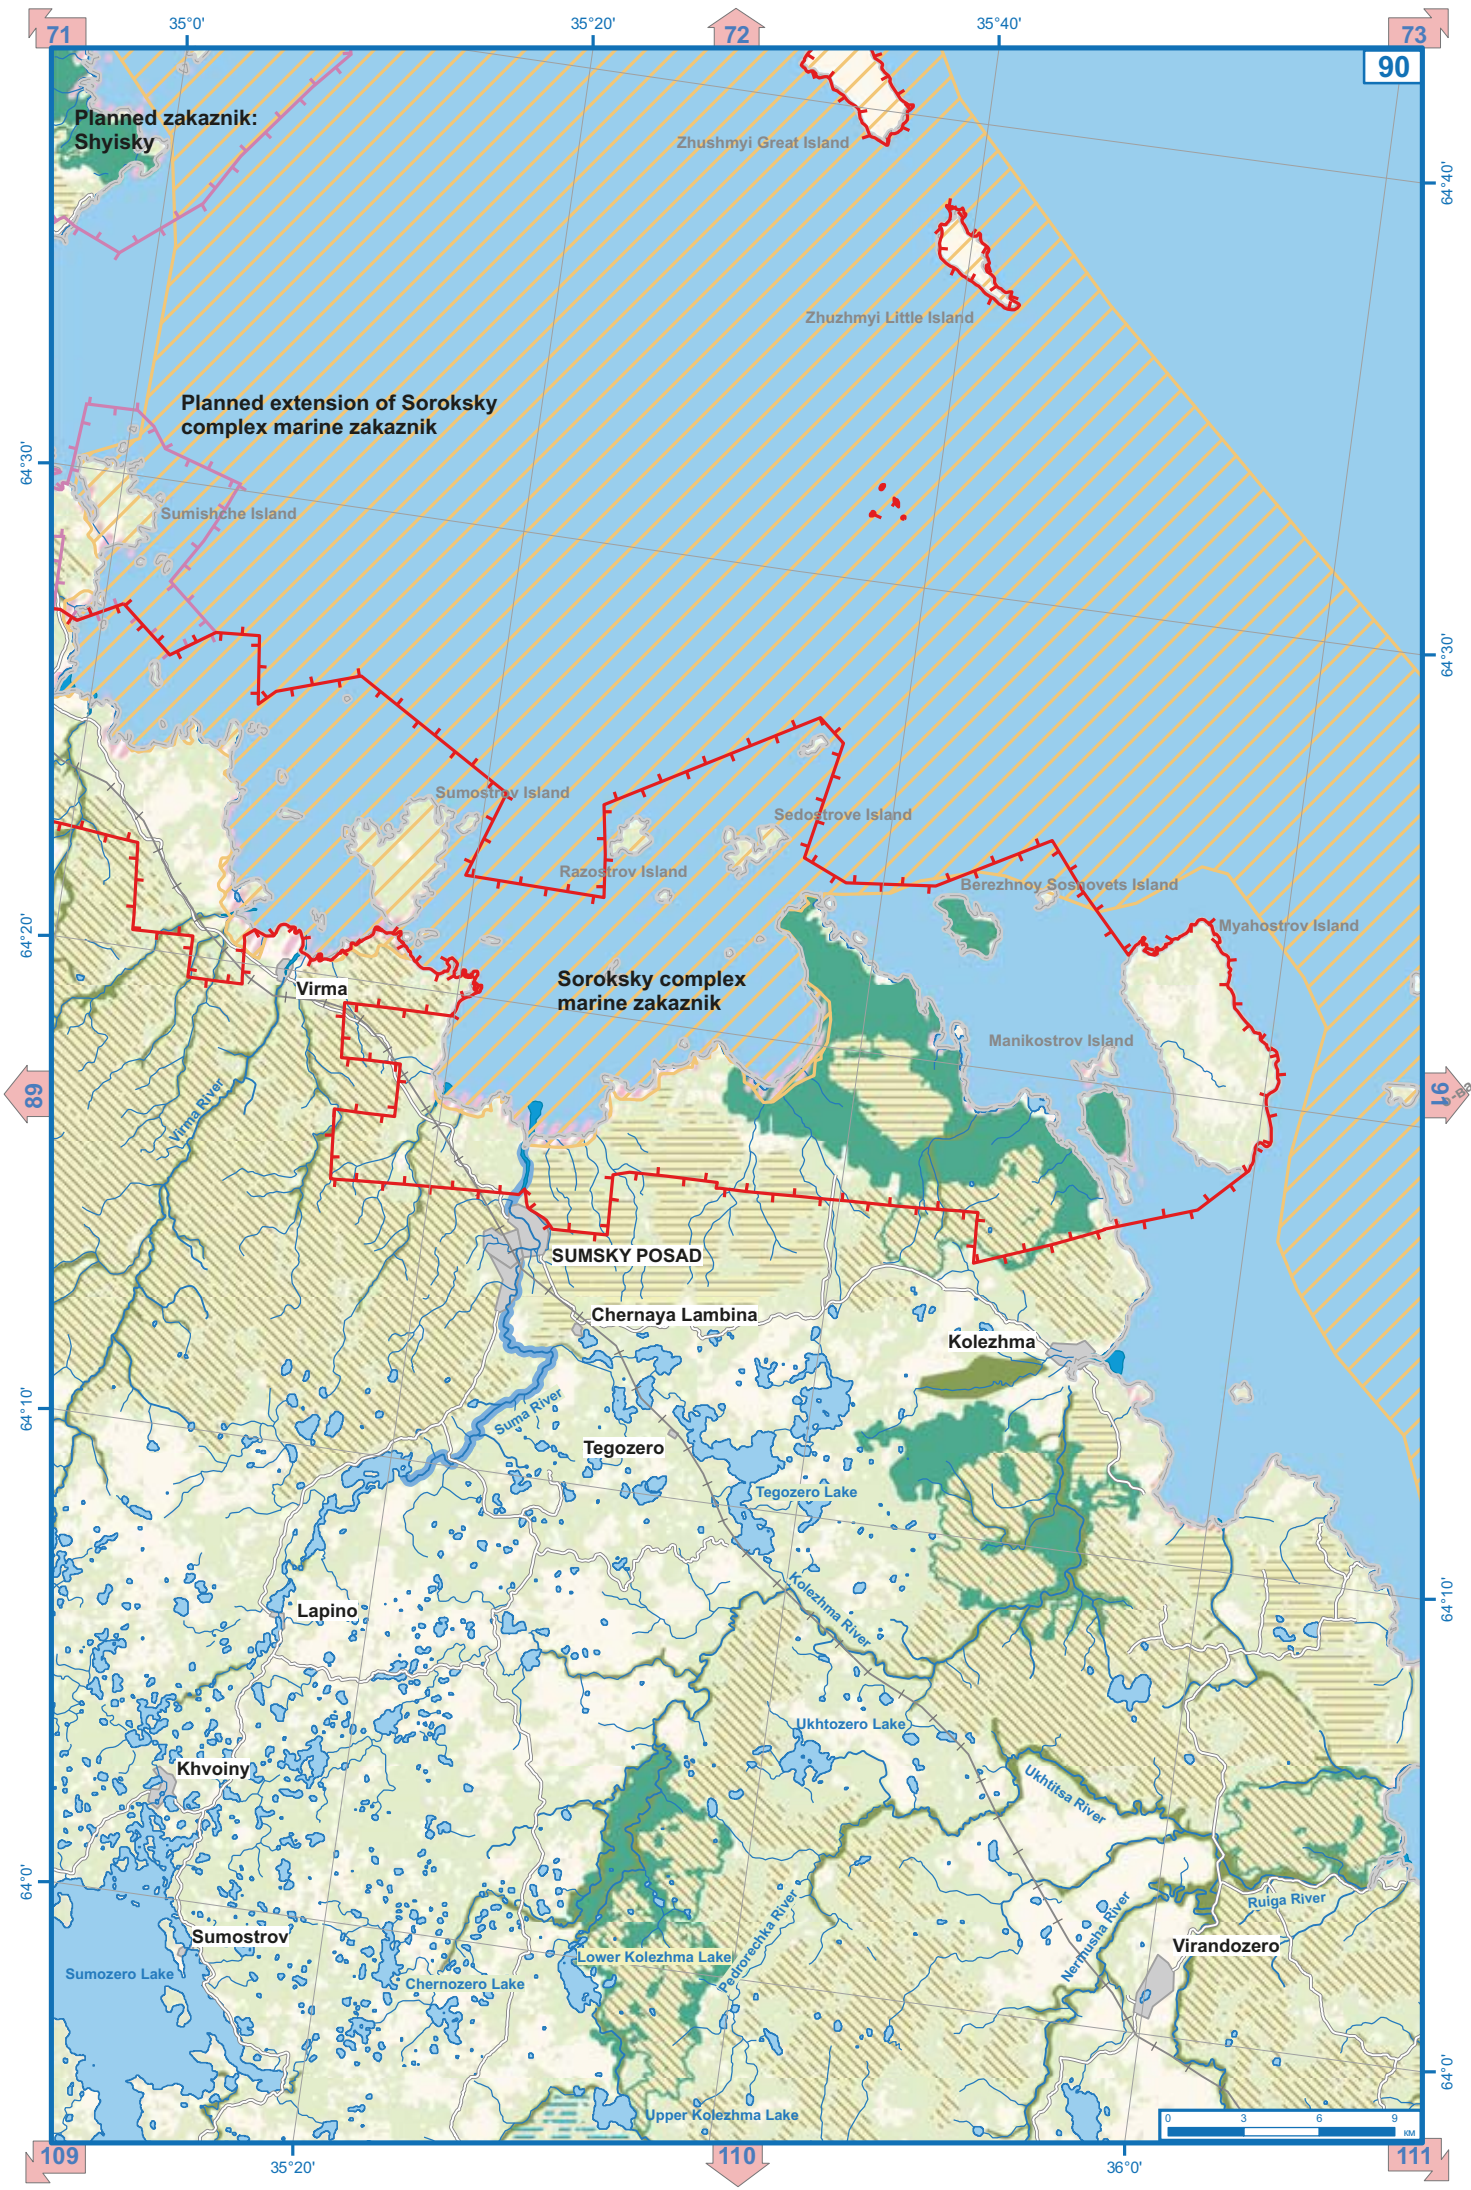 71
35°0'
35°20'
72
35°40'
73
90
Planned zakaznik:
Shyisky
Zhushmyi Great Island
64°40'
Zhuzhmyi Little Island
Planned extension of Soroksky
complex marine zakaznik
64°30'
Sumishche Island
64°30'
Sumostrov Island
Sedostrove Island
Razostrov Island
Berezhnoy Sosnovets Island
Myahostrov Island
64°20'
Soroksky complex
marine zakaznik
Virma
Manikostrov Island
89
91
Virma River
SUMSKY POSAD
Chernaya Lambina
Kolezhma
64°10'
Suma River
Tegozero
Tegozero Lake
Kolezhma River
64°10'
Lapino
Ukhtozero Lake
Khvoiny
Ukhtitsa River
64°0'
Ruiga River
Sumostrov
Pedrorechka River
Nernusha River
Virandozero
Lower Kolezhma Lake
Sumozero Lake
Chernozero Lake
64°0'
Upper Kolezhma Lake
0 3 6 9
км
109
35°20'
110
36°0'
111